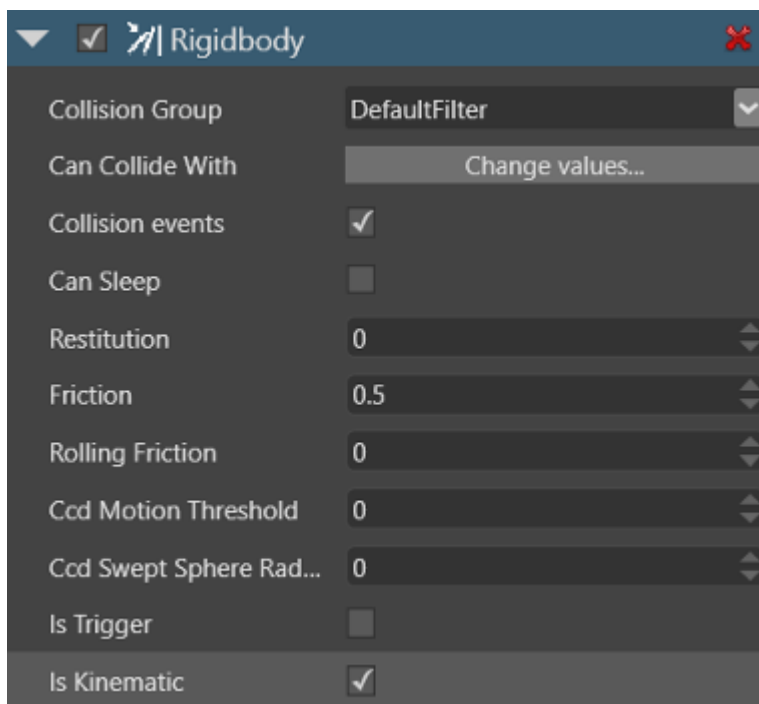 Rigidbody
Collision Group DefaultFilter
Can Collide With Change values...
Collision events
Can Sleep
Restitution 0
Friction 0.5
Rolling Friction 0
Ccd Motion Threshold 0
Ccd Swept Sphere Rad... 0
Is Trigger
Is Kinematic